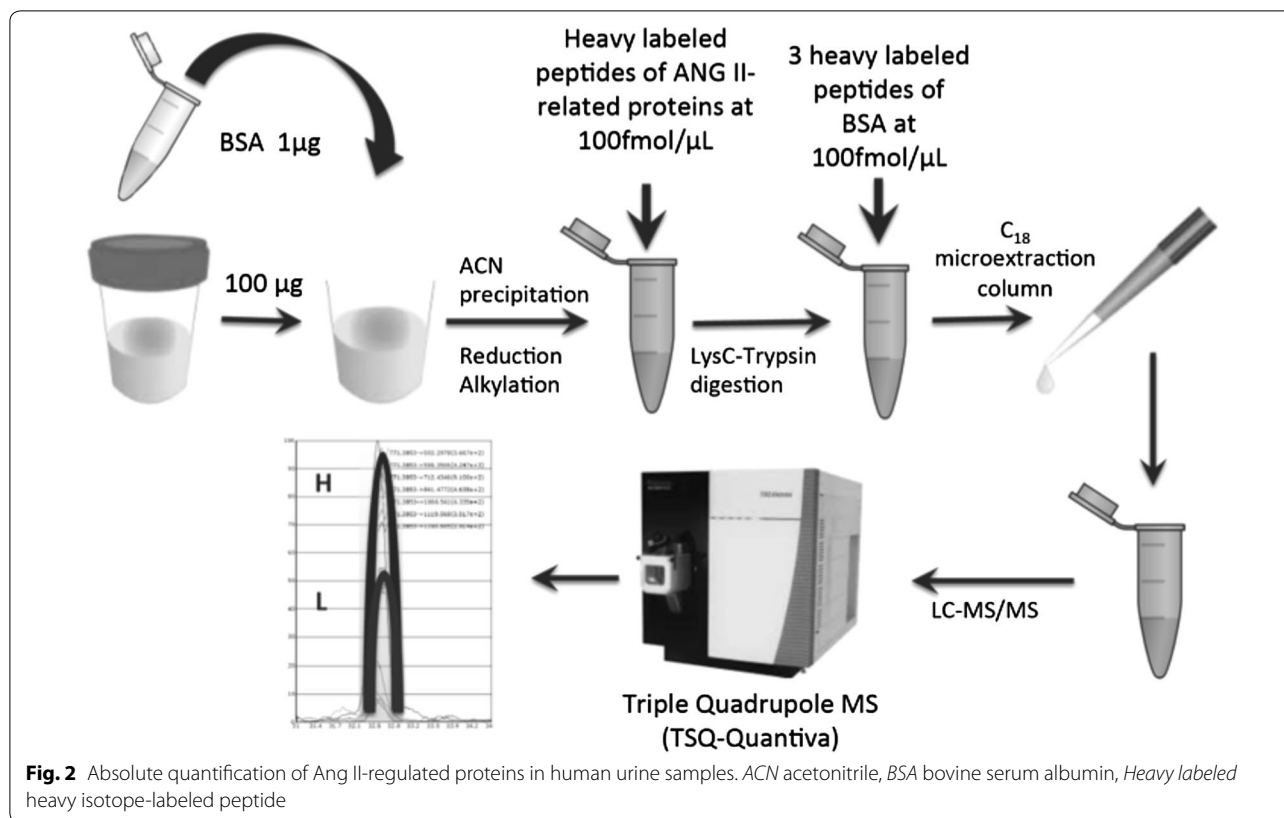 Heavy labeled
peptides of ANG II-
related proteins at
100fmol/µL
3 heavy labeled
peptides of
BSA at
100fmol/µL
BSA 1µg
100 µg
ACN
precipitation
Reduction
Alkylation
LysC-Trypsin
digestion
C18
microextraction
column
H
L
LC-MS/MS
Triple Quadrupole MS
(TSQ-Quantiva)
Fig. 2 Absolute quantification of Ang II-regulated proteins in human urine samples. ACN acetonitrile, BSA bovine serum albumin, Heavy labeled
heavy isotope-labeled peptide